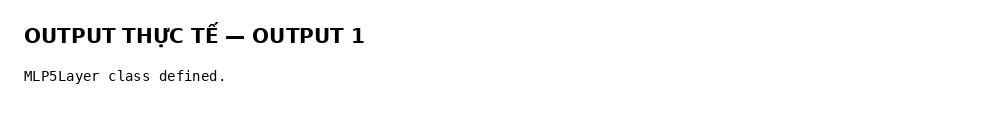 OUTPUT THỰC TẾ — OUTPUT 1
MLP5Layer class defined.